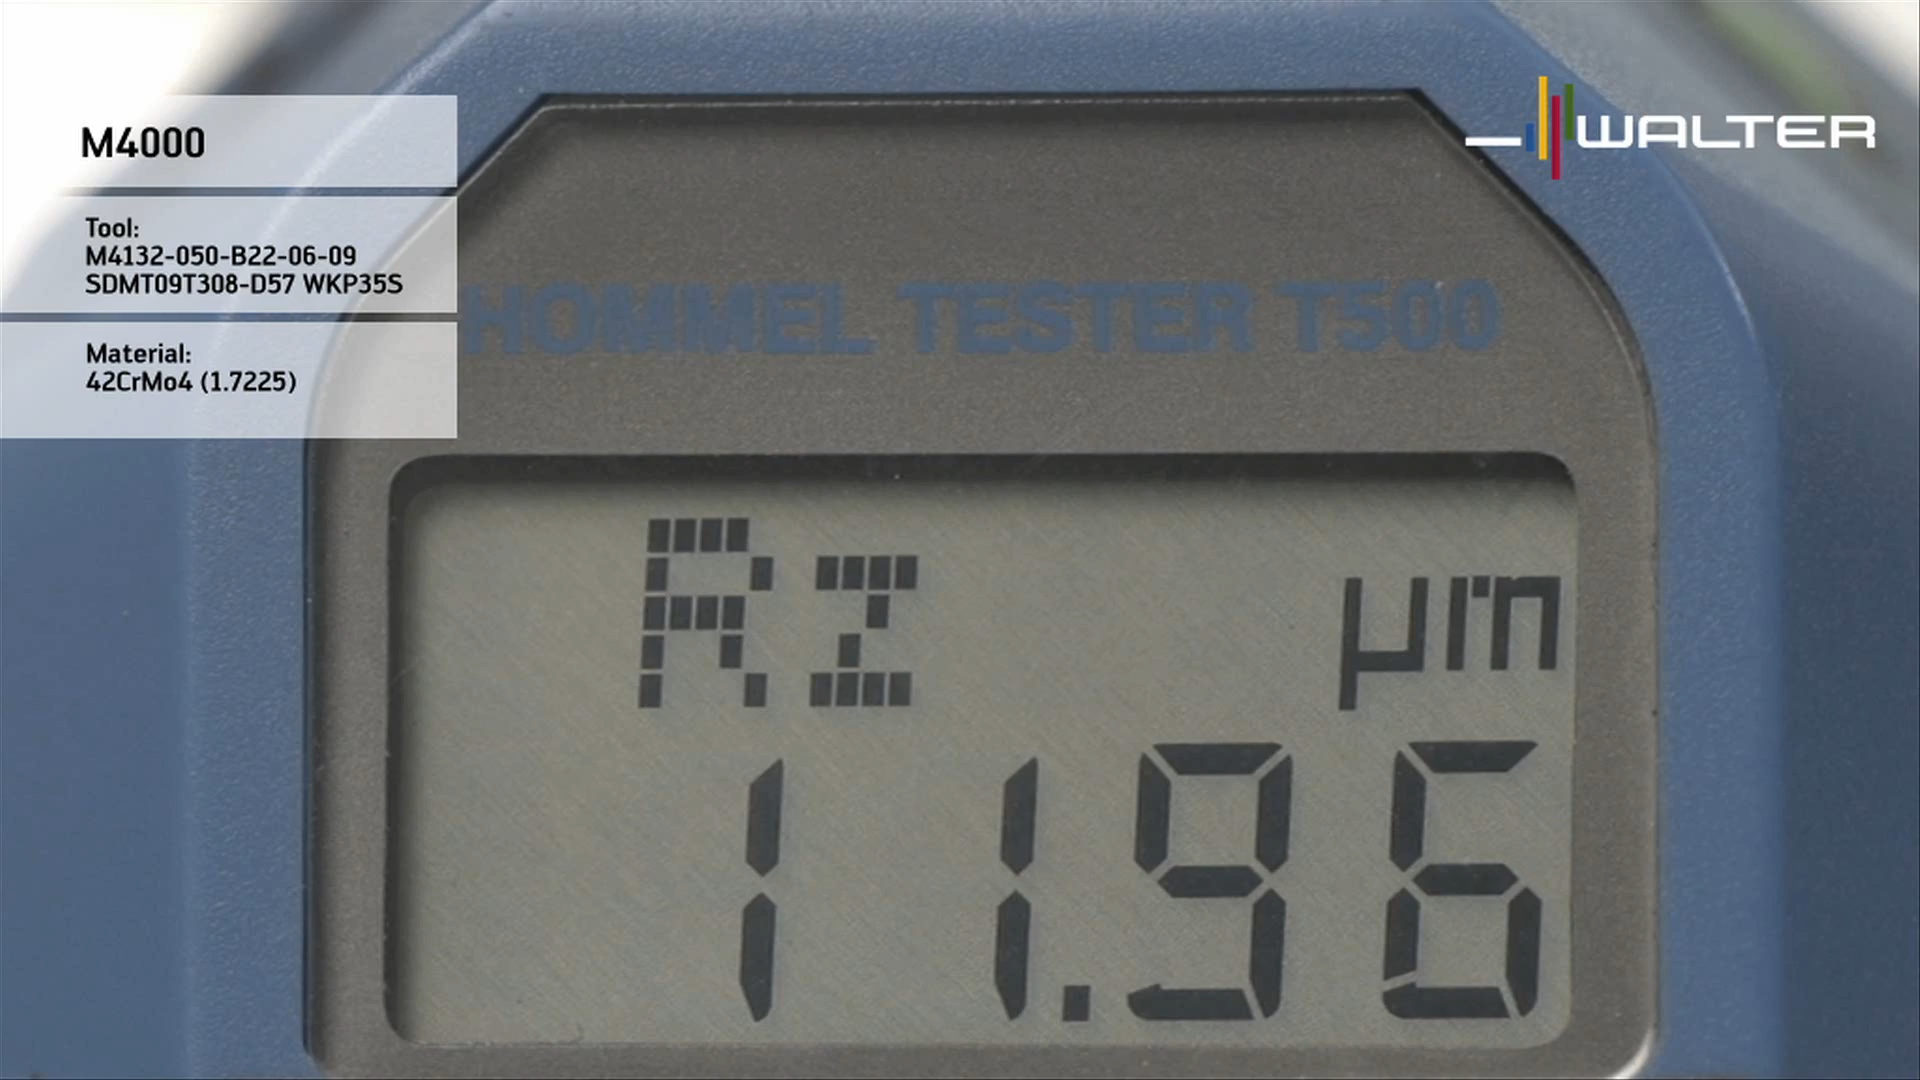 M4000
Tool:
M4132-050-B22-06-09
SDMT09T308-D57 WKP35S
Material:
42CrMo4 (1.7225)
WALTER
HOMMEL TESTER T500
Rz µm
11.96